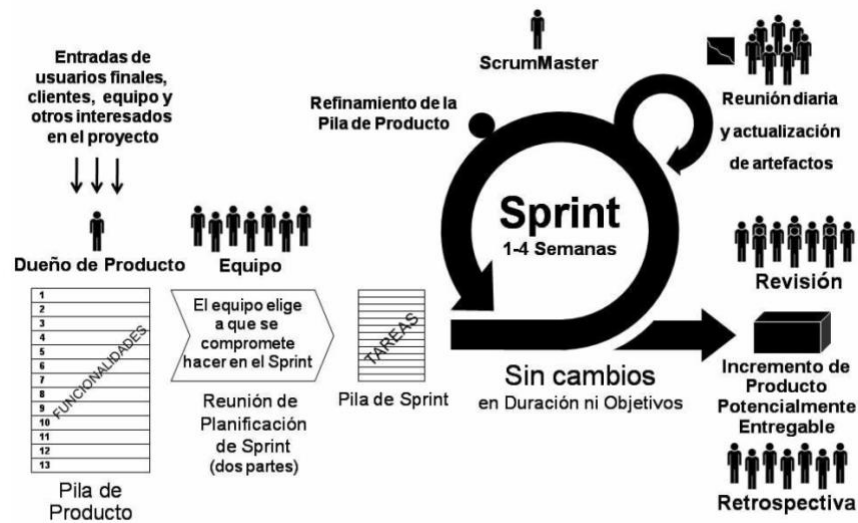 Entradas de
usuarios finales,
clientes, equipo y
otros interesados
en el proyecto
Dueño de Producto
1
2
3
4
5
6
7
8
9
10
11
12
13
FUNCIONALIDADES
Pila de
Producto
Equipo
El equipo elige
a que se
compromete
hacer en el Sprint
Reunión de
Planificación
de Sprint
(dos partes)
TAREAS
Pila de Sprint
ScrumMaster
Refinamiento de la
Pila de Producto
Sprint
1-4 Semanas
Sin cambios
en Duración ni Objetivos
Reunión diaria
y actualización
de artefactos
Revisión
Incremento de
Producto
Potencialmente
Entregable
Retrospectiva